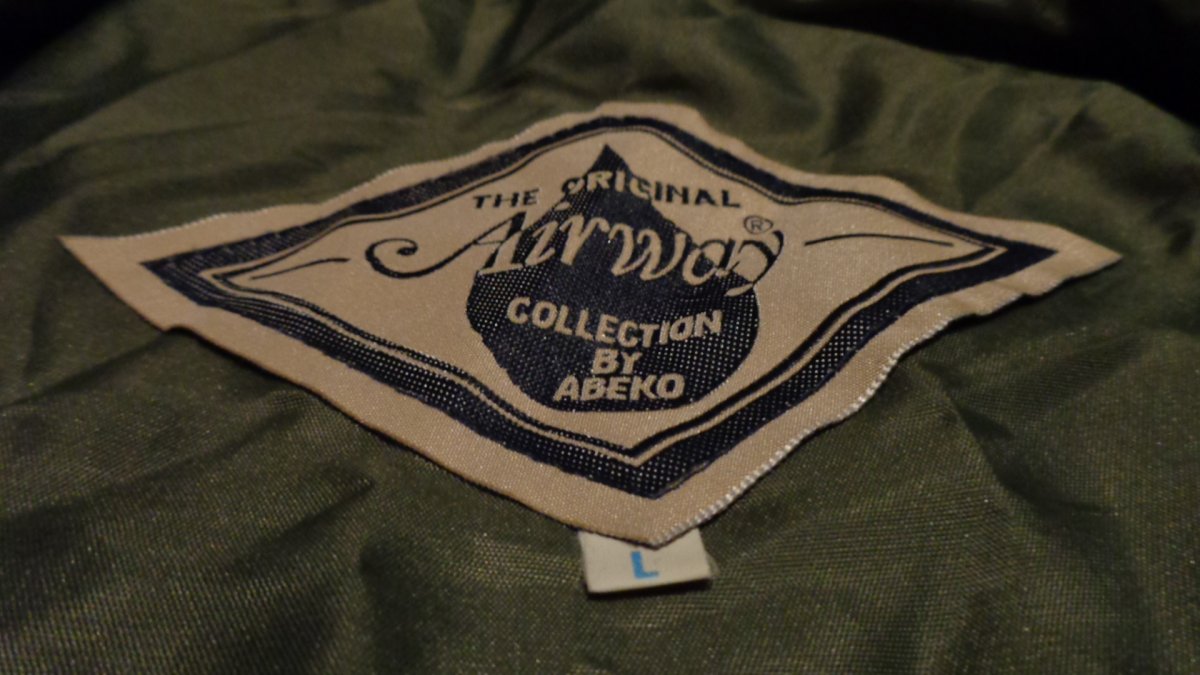 THE ORIGINAL
Airway®
COLLECTION
BY
ABEKO
L